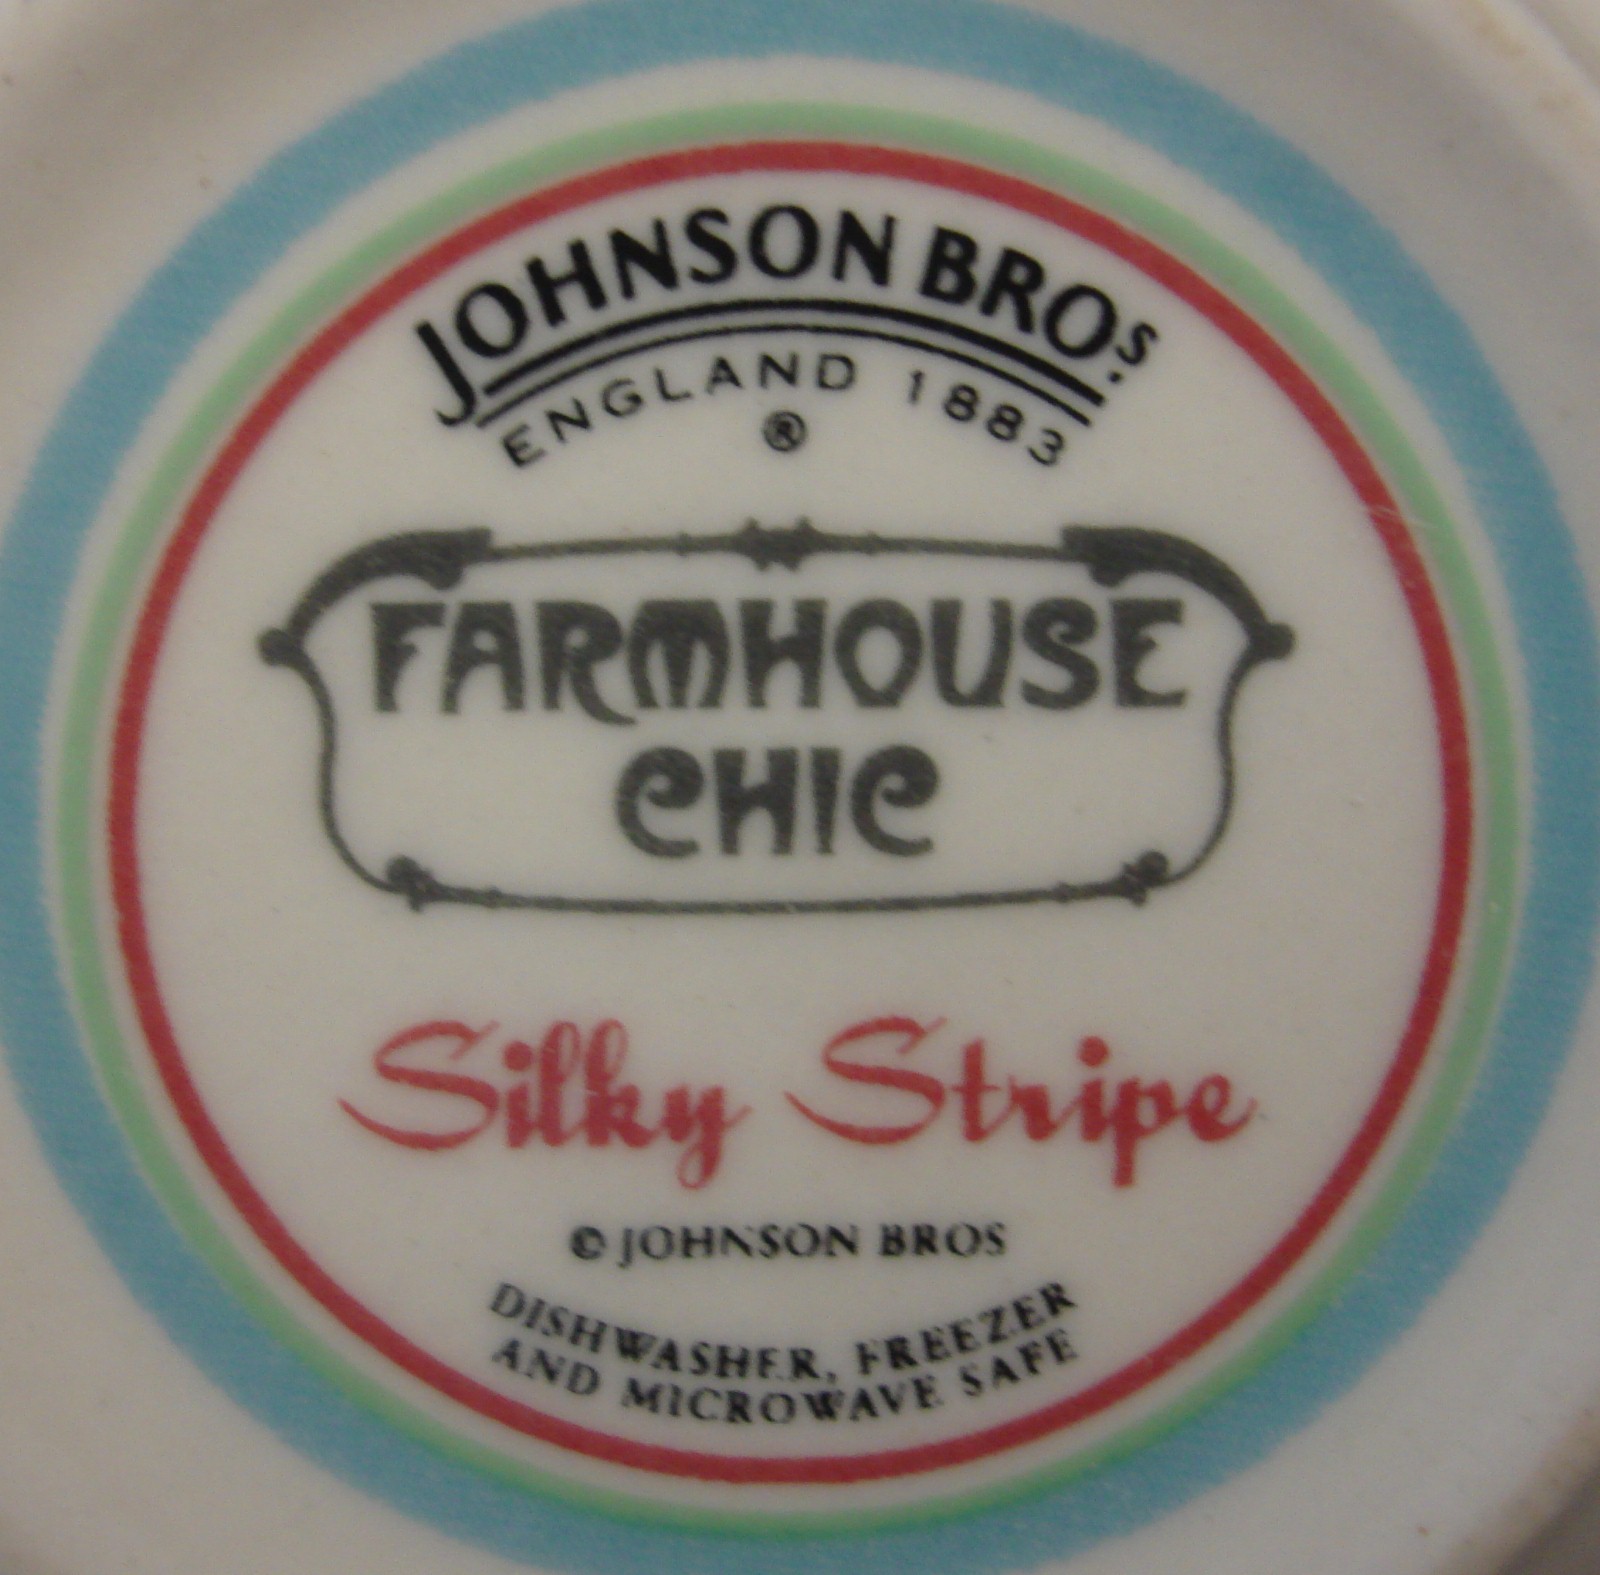 JOHNSON BROS.
ENGLAND 1883
®
FARMHOUSE
CHIC
Silky Stripe
© JOHNSON BROS
DISHWASHER, FREEZER
AND MICROWAVE SAFE